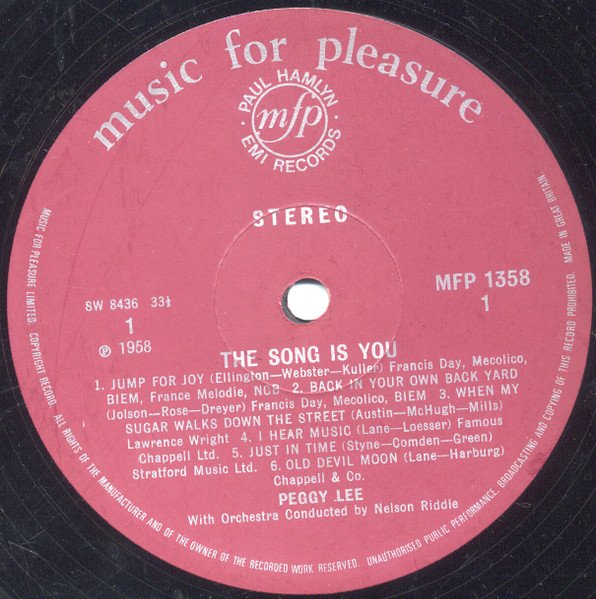 music for pleasure
PAUL HAMLYN
mfp
EMI RECORDS
STEREO
SW 8436 33⅓
1
℗ 1958
MFP 1358
1
THE SONG IS YOU
1. JUMP FOR JOY (Ellington—Webster—Kuller) Francis Day, Mecolico,
BIEM, France Melodie, NCB 2. BACK IN YOUR OWN BACK YARD
(Jolson—Rose—Dreyer) Francis Day, Mecolico, BIEM 3. WHEN MY
SUGAR WALKS DOWN THE STREET (Austin—McHugh—Mills)
Lawrence Wright 4. I HEAR MUSIC (Lane—Loesser) Famous
Chappell Ltd. 5. JUST IN TIME (Styne—Comden—Green)
Stratford Music Ltd. 6. OLD DEVIL MOON (Lane—Harburg)
Chappell & Co.
PEGGY LEE
With Orchestra Conducted by Nelson Riddle
MUSIC FOR PLEASURE LIMITED. COPYRIGHT RECORD. ALL RIGHTS OF THE MANUFACTURER AND OF THE OWNER OF THE RECORDED WORK RESERVED. UNAUTHORISED PUBLIC PERFORMANCE, BROADCASTING AND COPYING OF THIS RECORD PROHIBITED. MADE IN GREAT BRITAIN.